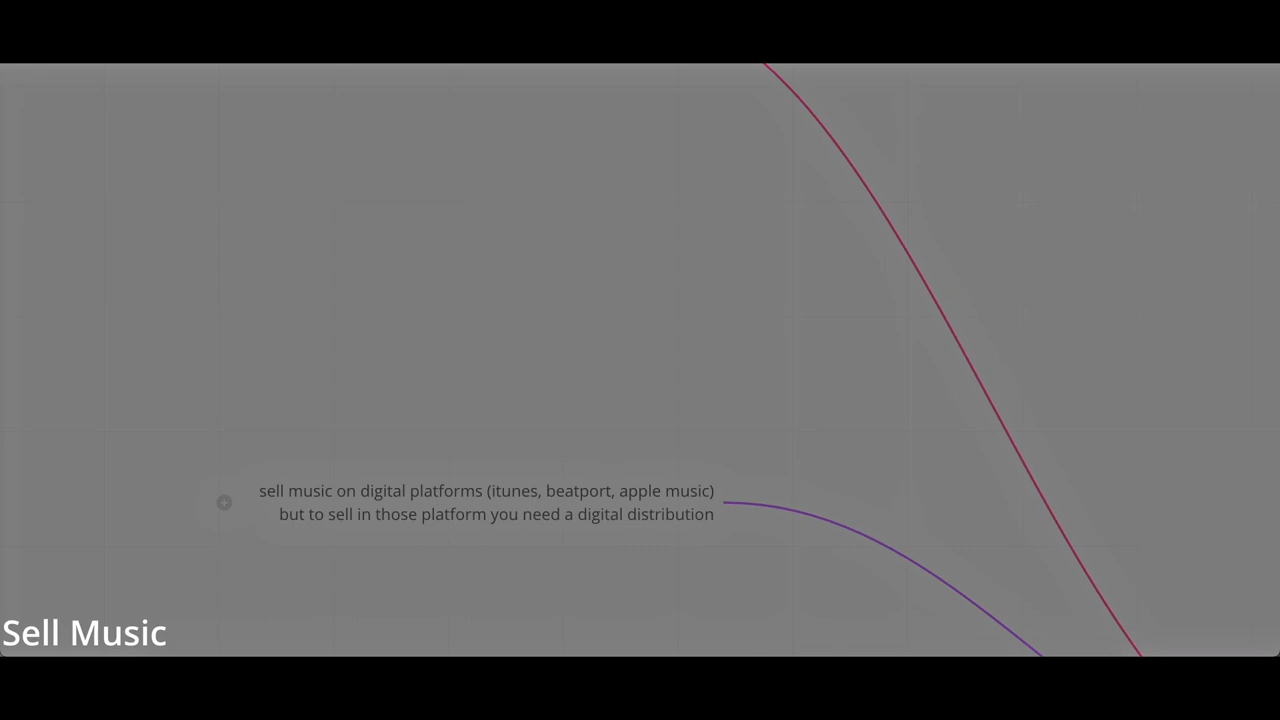 sell music on digital platforms (itunes, beatport, apple music)
but to sell in those platform you need a digital distribution
Sell Music